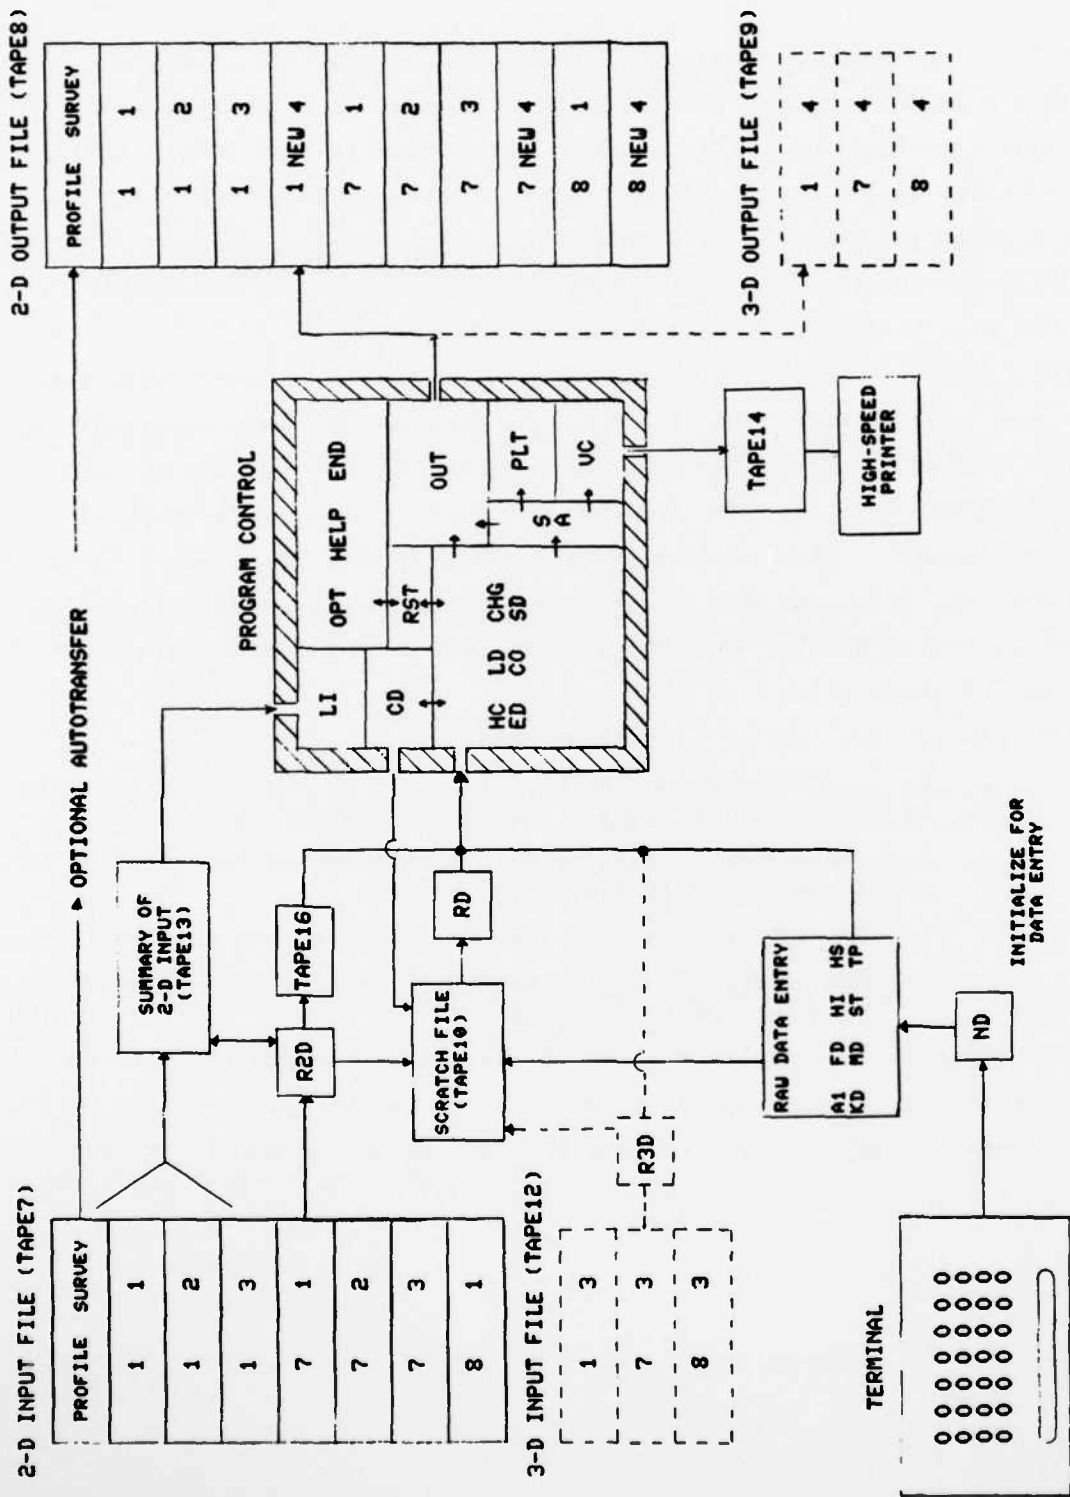 2-D INPUT FILE (TAPE7)
PROFILE SURVEY
1 1
1 2
1 3
7 1
7 2
7 3
8 1
3-D INPUT FILE (TAPE12)
1 3
7 3
8 3
TERMINAL
OPTIONAL AUTOTRANSFER
SUMMARY OF
2-D INPUT
(TAPE13)
R2D
TAPE16
SCRATCH FILE
(TAPE10)
RD
R3D
RAW DATA ENTRY
A1 FD HI HS
KD MD ST TP
ND
INITIALIZE FOR
DATA ENTRY
PROGRAM CONTROL
LI
OPT HELP END
CD
RST
OUT
HC LD CHG
ED CO SD
S
A
PLT
VC
TAPE14
HIGH-SPEED
PRINTER
2-D OUTPUT FILE (TAPE8)
PROFILE SURVEY
1 1
1 2
1 3
1 NEW 4
7 1
7 2
7 3
7 NEW 4
8 1
8 NEW 4
3-D OUTPUT FILE (TAPE9)
1 4
7 4
8 4